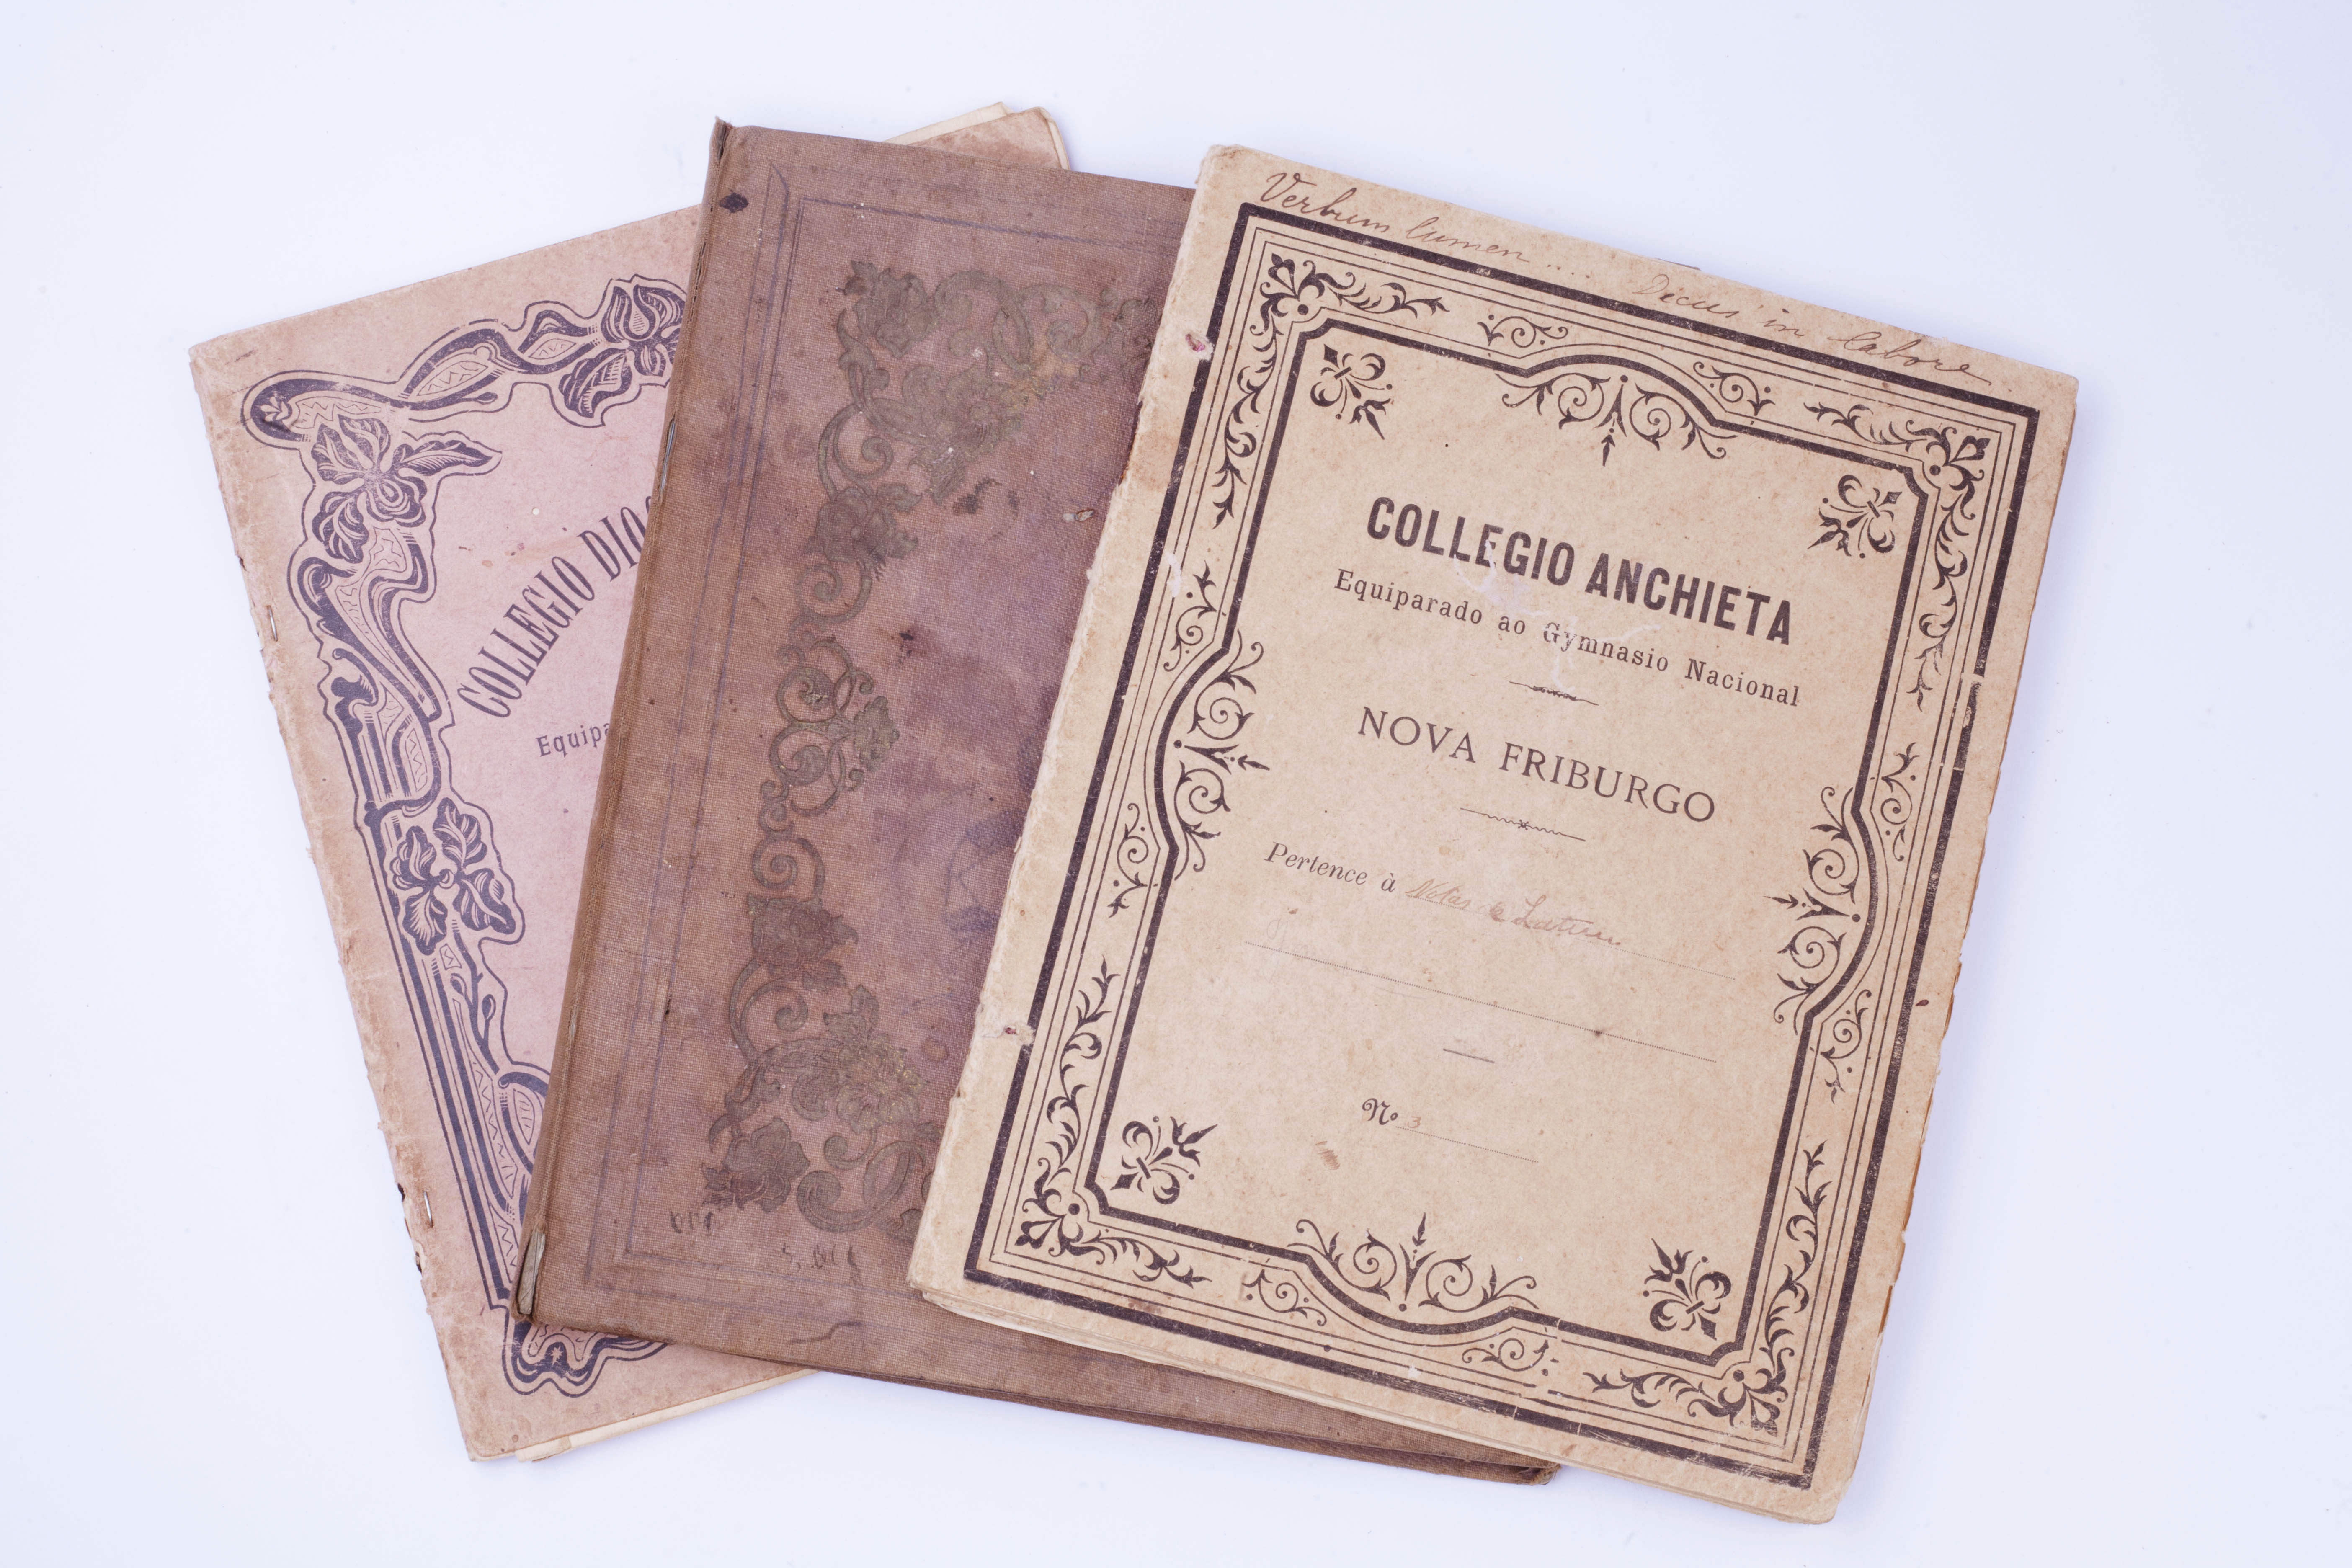 COLLEGIO DIO
Equipa
Verbum lumen .... Decus in labore
COLLEGIO ANCHIETA
Equiparado ao Gymnasio Nacional
NOVA FRIBURGO
Pertence à Notas de
Nº 3